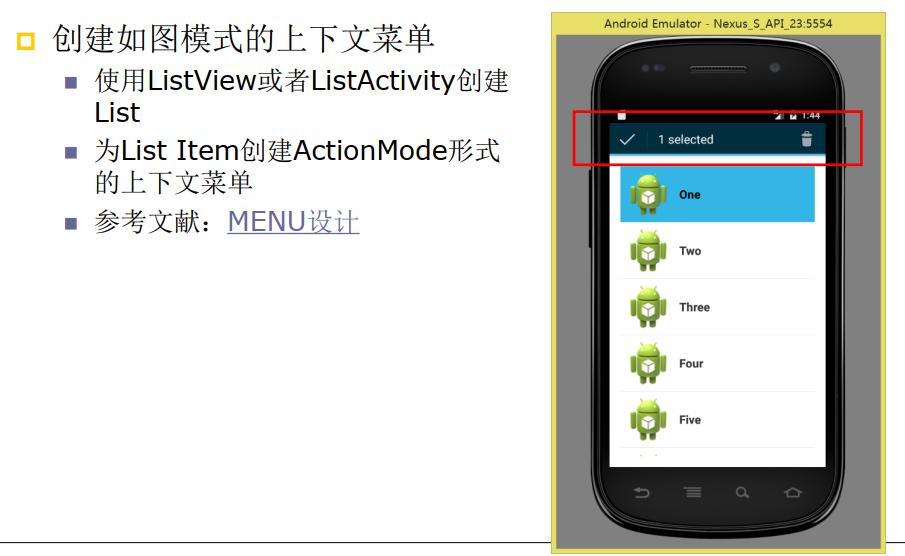 创建如图模式的上下文菜单
使用ListView或者ListActivity创建
List
为List Item创建ActionMode形式
的上下文菜单
参考文献：MENU设计
Android Emulator - Nexus_S_API_23:5554
1:44
1 selected
One
Two
Three
Four
Five